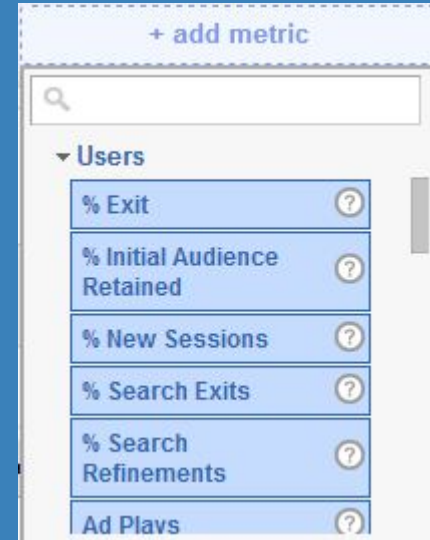 + add metric
Users
% Exit
% Initial Audience
Retained
% New Sessions
% Search Exits
% Search
Refinements
Ad Plays